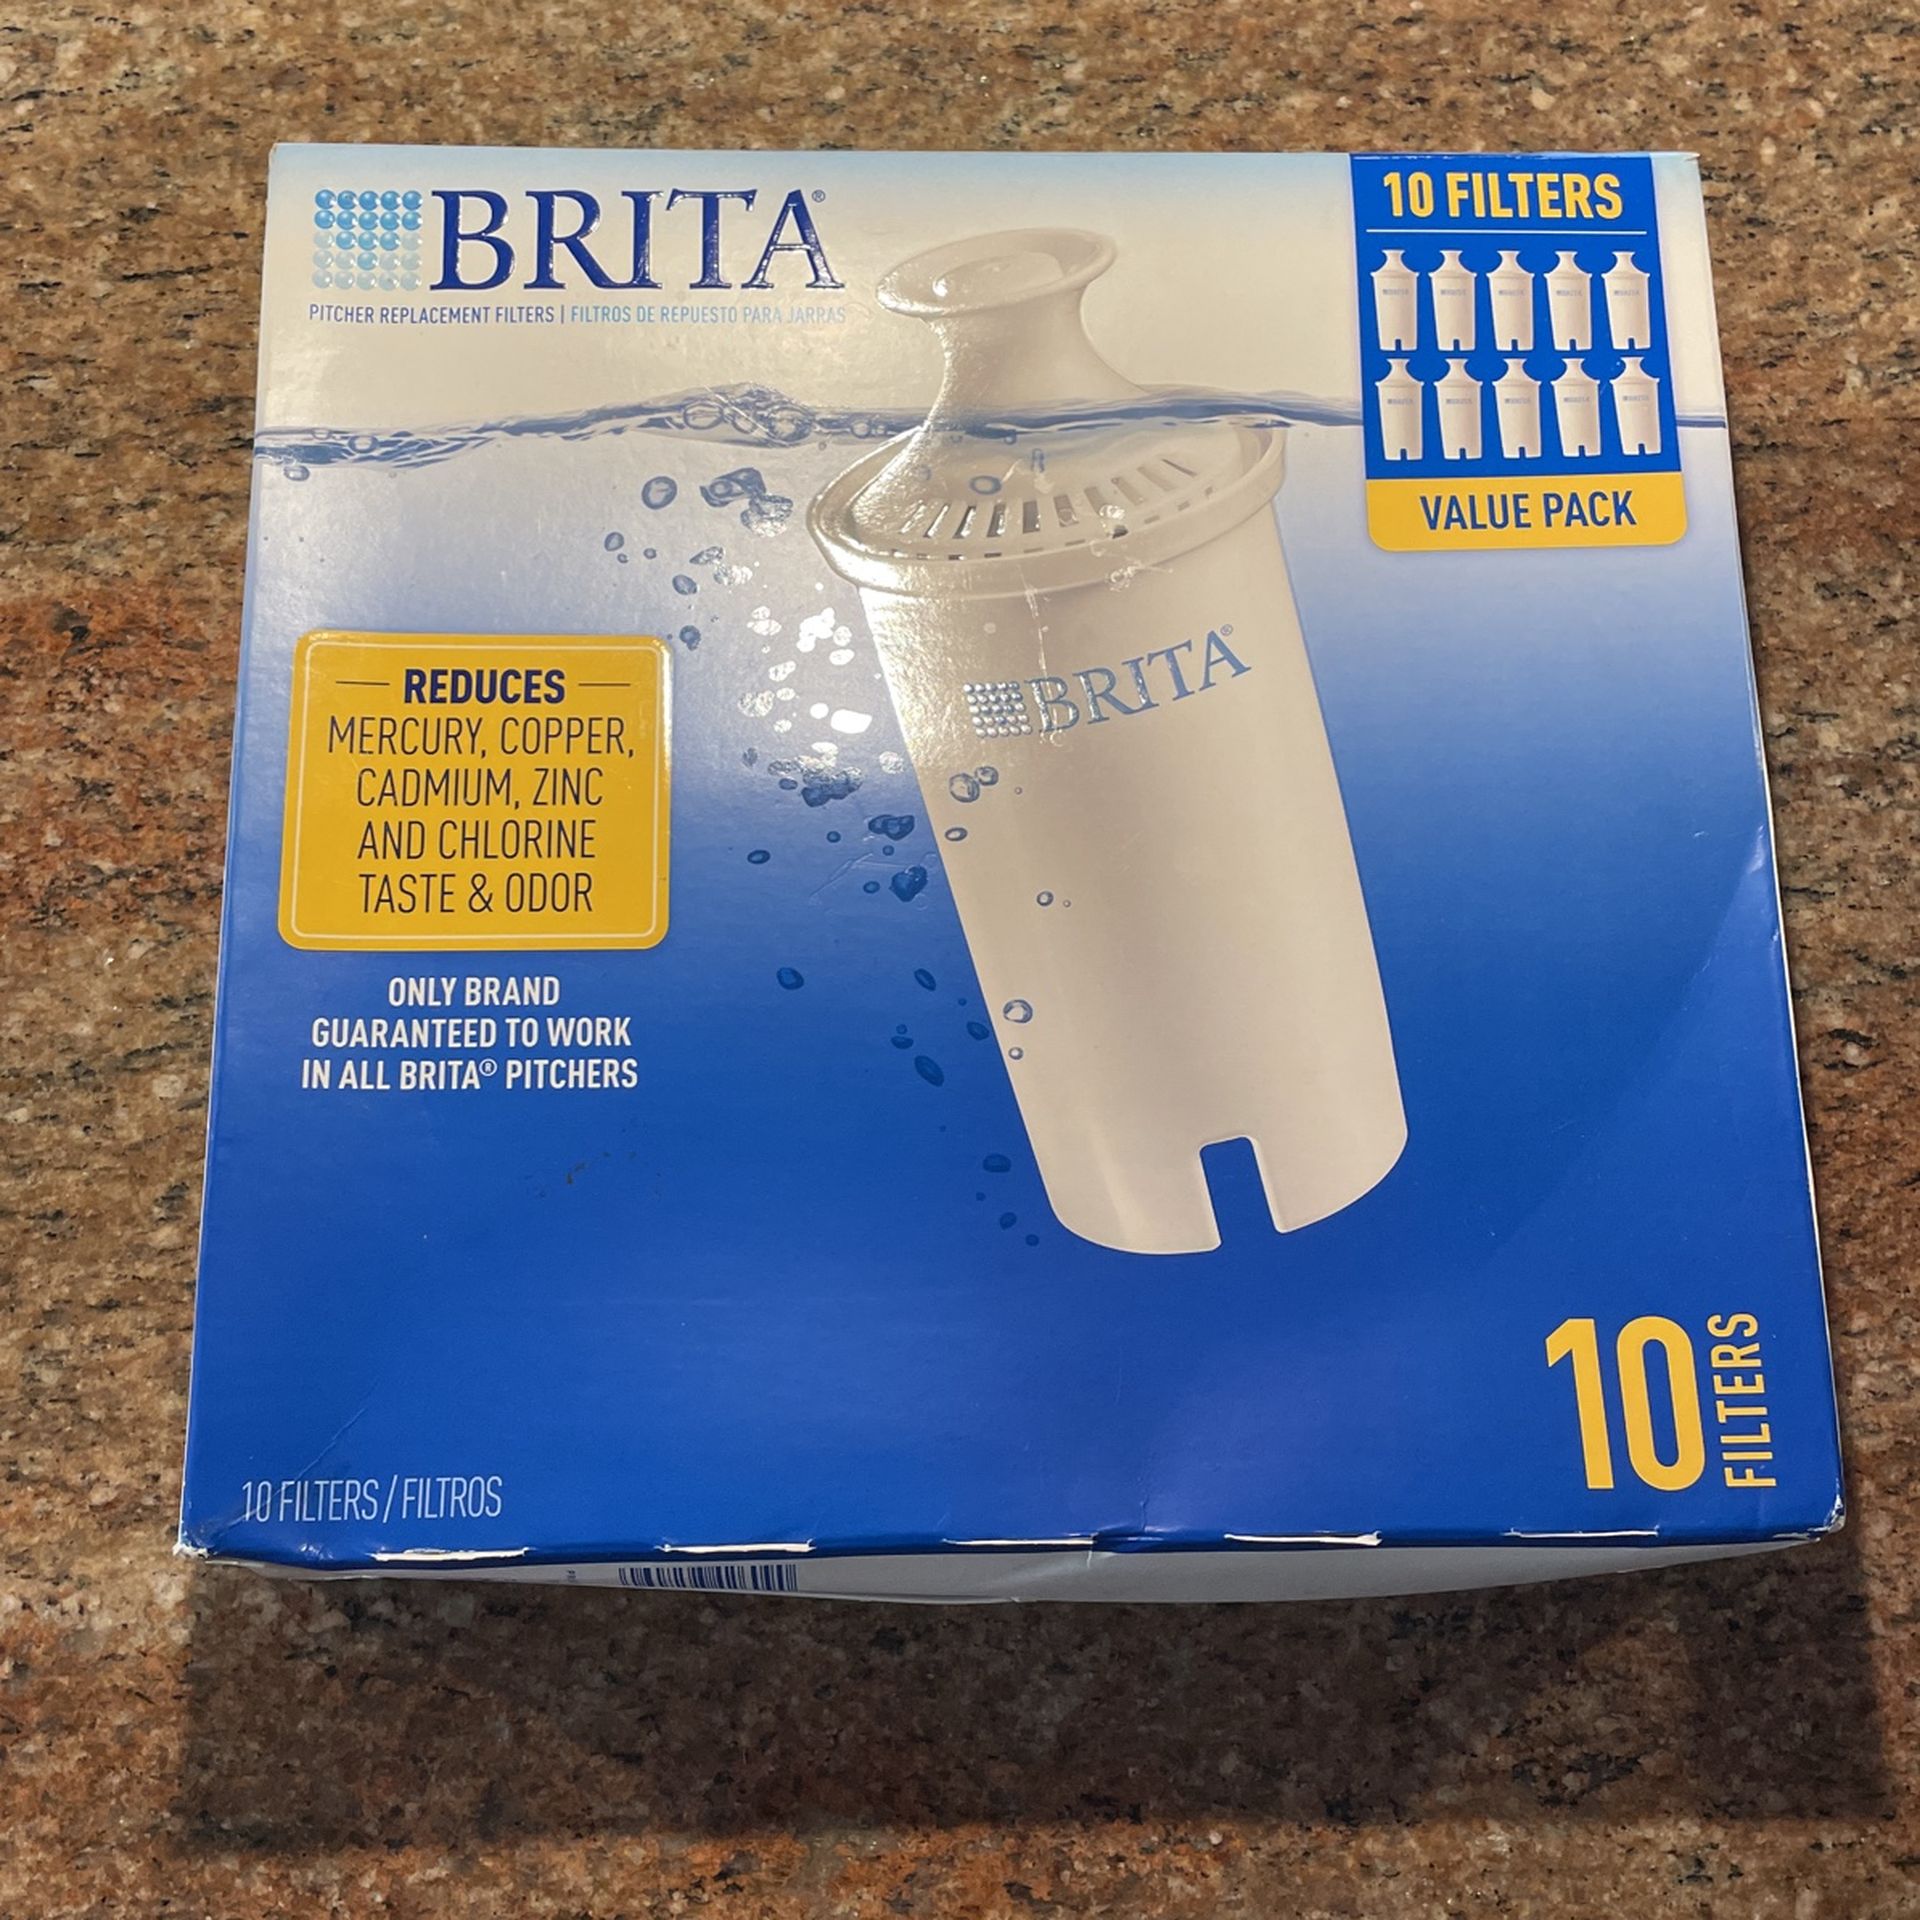 BRITA®
PITCHER REPLACEMENT FILTERS | FILTROS DE REPUESTO PARA JARRAS
10 FILTERS
VALUE PACK
BRITA®
REDUCES
MERCURY, COPPER,
CADMIUM, ZINC
AND CHLORINE
TASTE & ODOR
ONLY BRAND
GUARANTEED TO WORK
IN ALL BRITA® PITCHERS
10 FILTERS
10 FILTERS / FILTROS